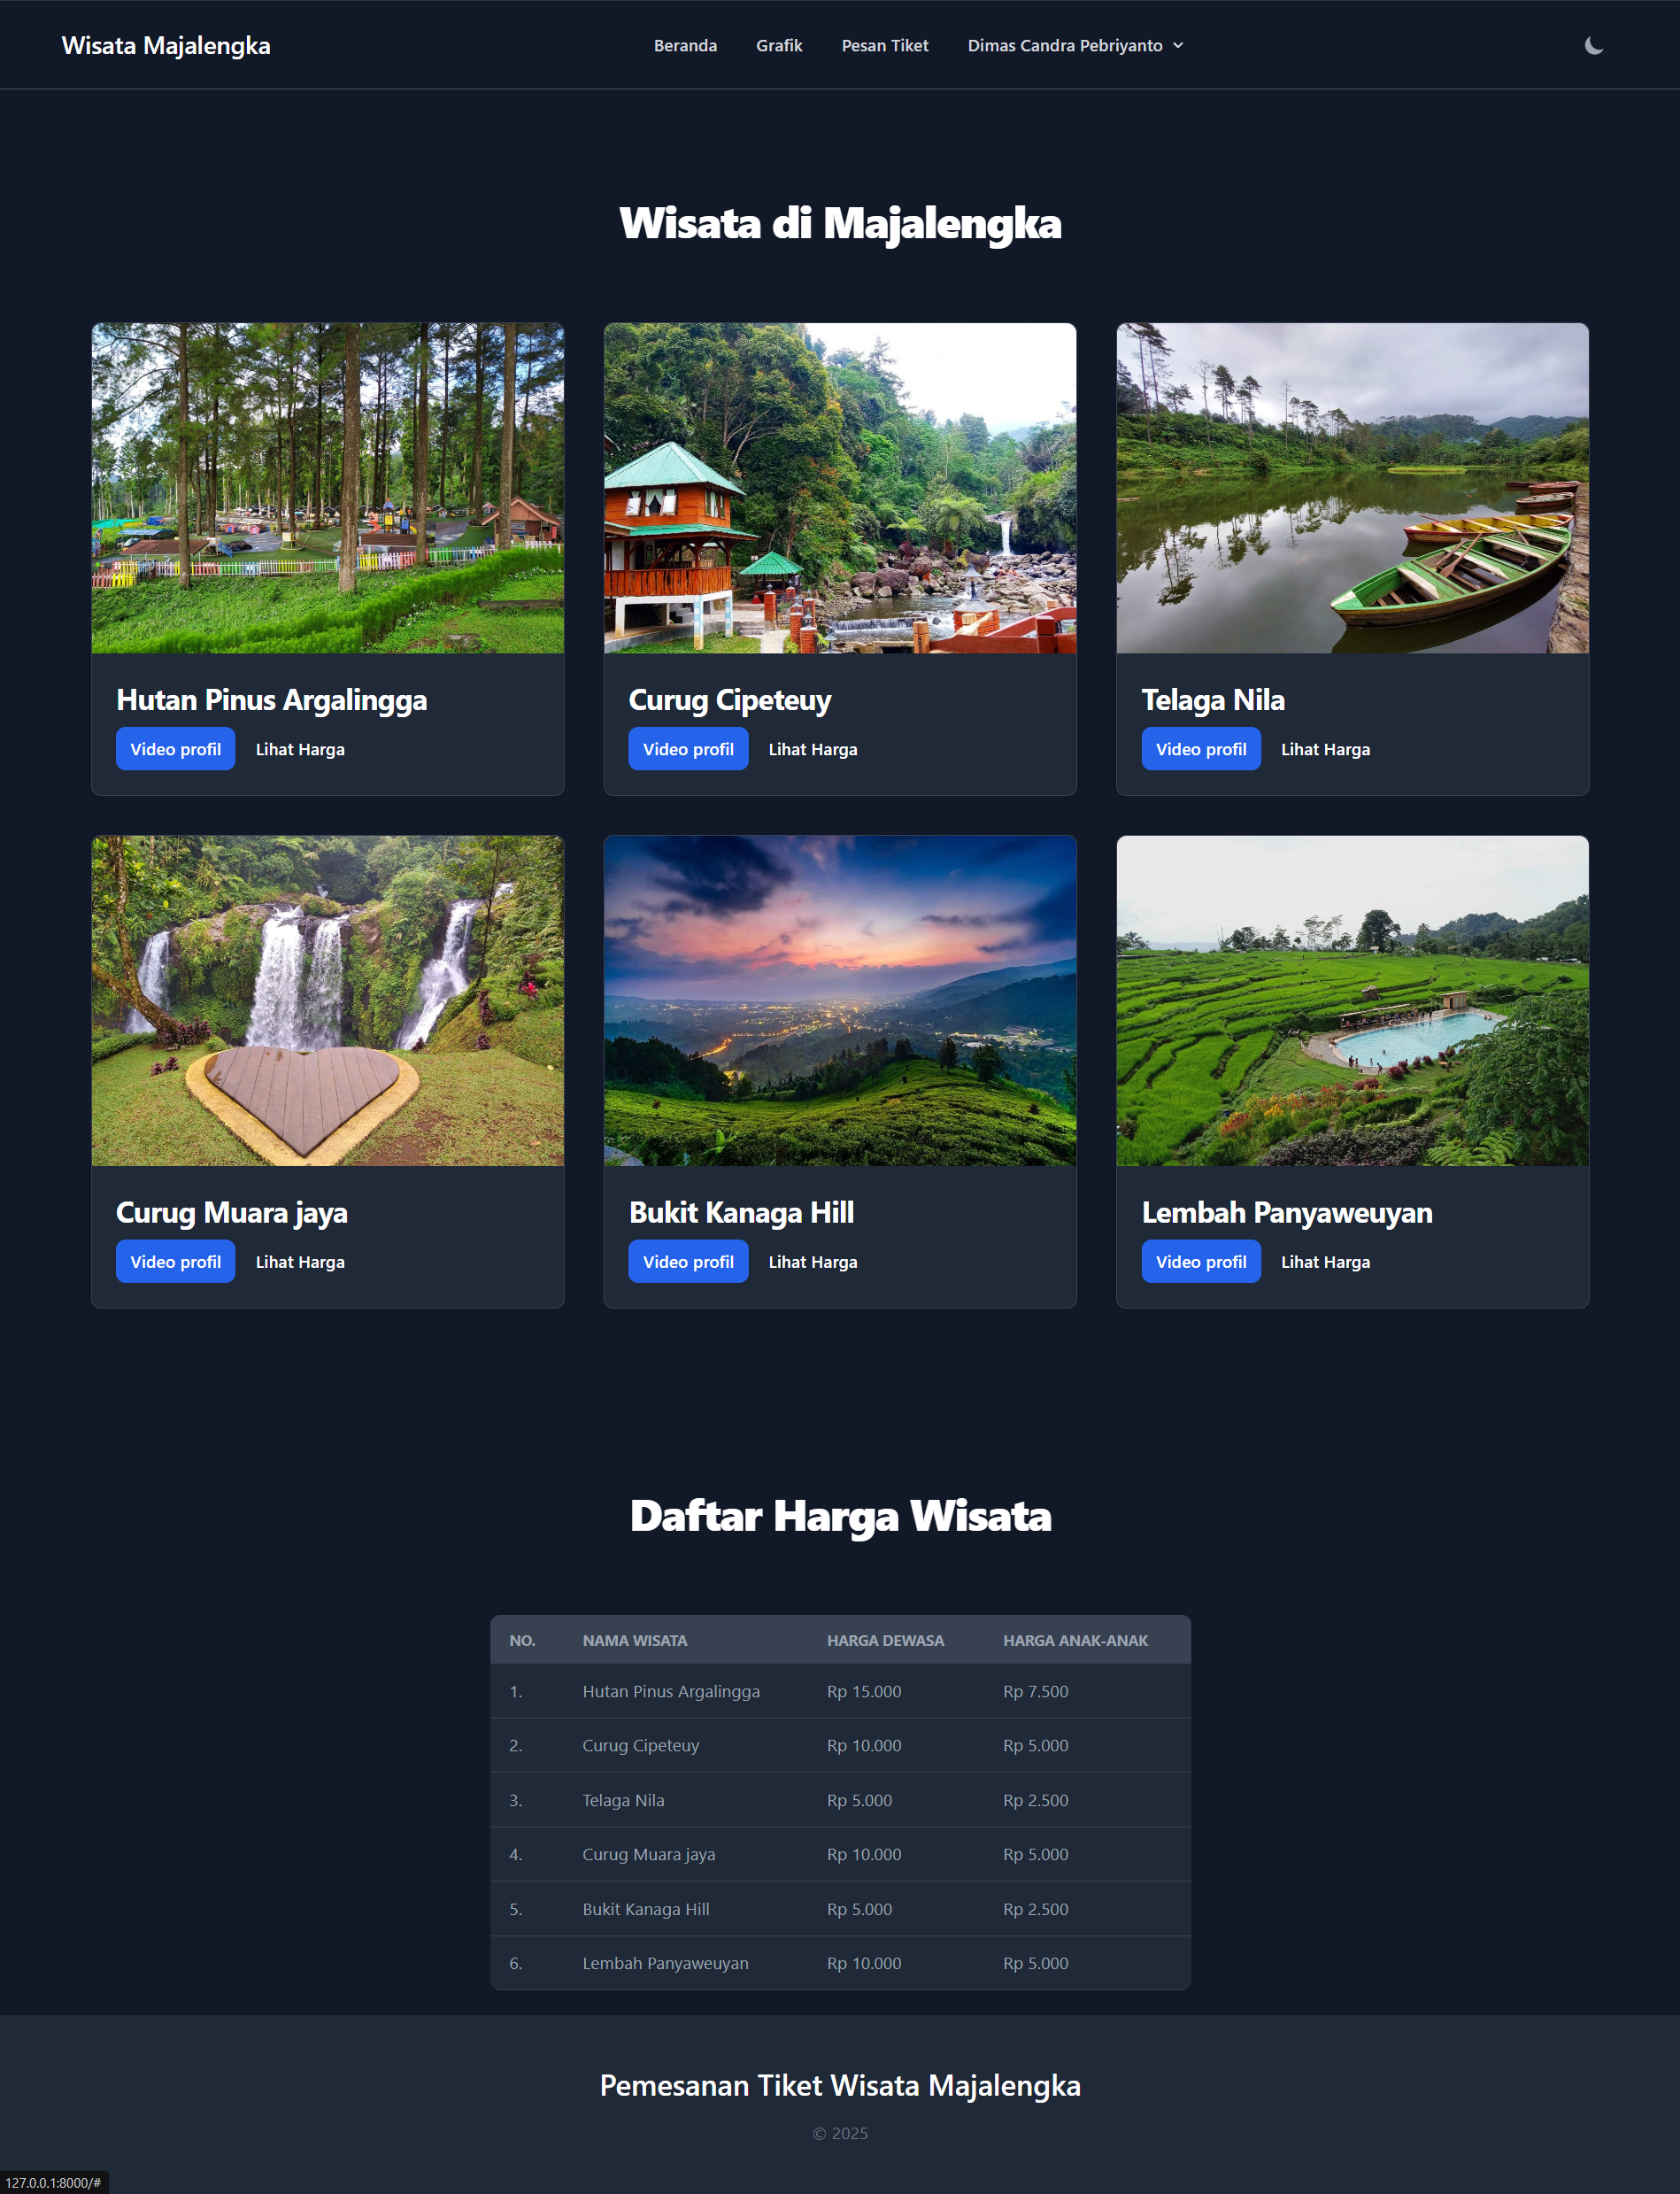 Wisata Majalengka
Beranda Grafik Pesan Tiket Dimas Candra Pebriyanto
Wisata di Majalengka
Hutan Pinus Argalingga
Video profil Lihat Harga
Curug Cipeteuy
Video profil Lihat Harga
Telaga Nila
Video profil Lihat Harga
Curug Muara jaya
Video profil Lihat Harga
Bukit Kanaga Hill
Video profil Lihat Harga
Lembah Panyaweuyan
Video profil Lihat Harga
Daftar Harga Wisata
NO. NAMA WISATA HARGA DEWASA HARGA ANAK-ANAK
1. Hutan Pinus Argalingga Rp 15.000 Rp 7.500
2. Curug Cipeteuy Rp 10.000 Rp 5.000
3. Telaga Nila Rp 5.000 Rp 2.500
4. Curug Muara jaya Rp 10.000 Rp 5.000
5. Bukit Kanaga Hill Rp 5.000 Rp 2.500
6. Lembah Panyaweuyan Rp 10.000 Rp 5.000
Pemesanan Tiket Wisata Majalengka
© 2025
127.0.0.1:8000/#